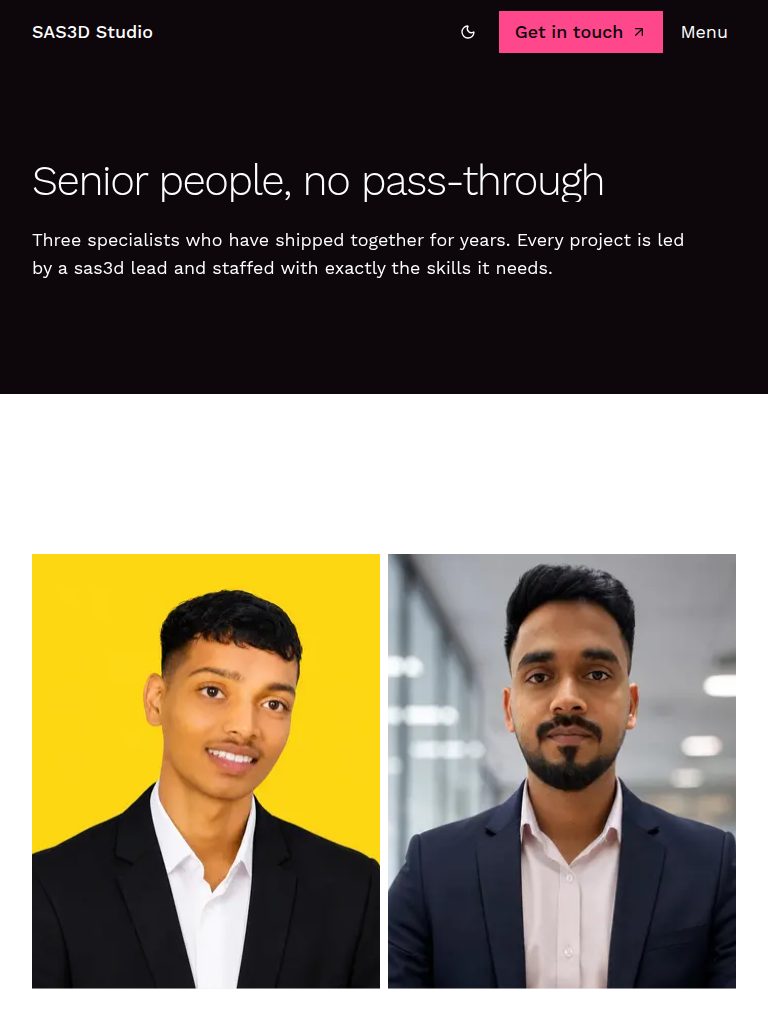 SAS3D Studio
Get in touch
Menu
Senior people, no pass-through
Three specialists who have shipped together for years. Every project is led
by a sas3d lead and staffed with exactly the skills it needs.